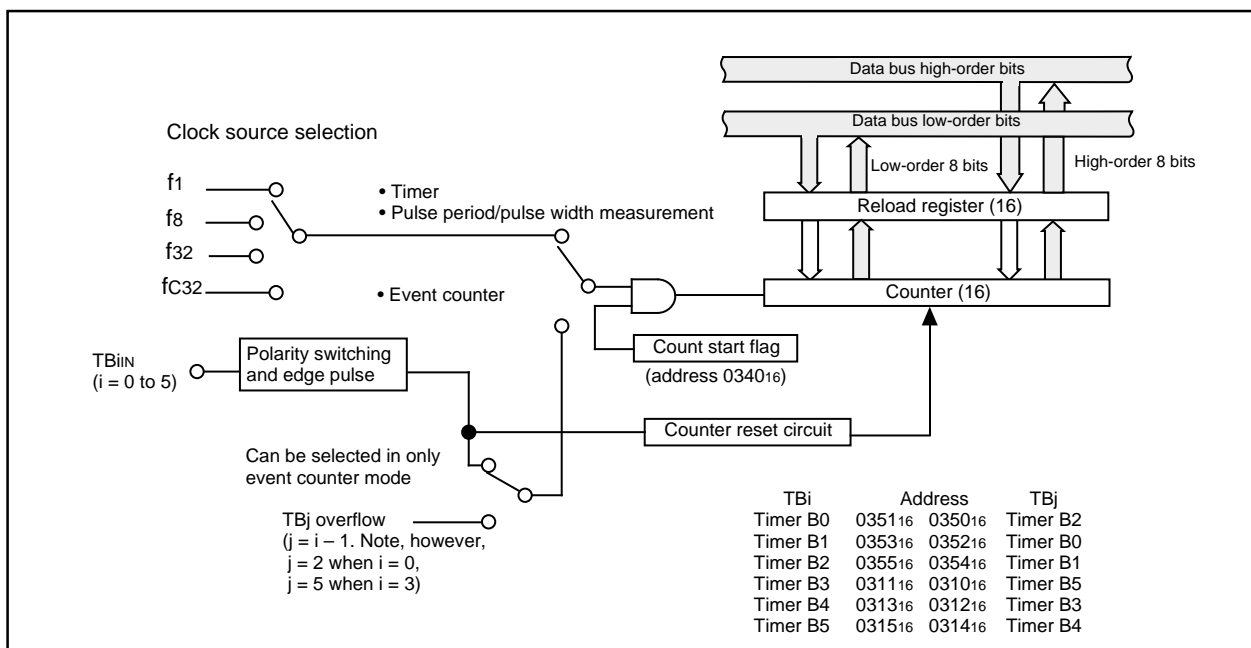 Data bus high-order bits
Data bus low-order bits
Clock source selection
Low-order 8 bits
High-order 8 bits
f1
• Timer
• Pulse period/pulse width measurement
f8
Reload register (16)
f32
fC32
• Event counter
Counter (16)
TBiIN
(i = 0 to 5)
Polarity switching
and edge pulse
Count start flag
(address 034016)
Counter reset circuit
Can be selected in only
event counter mode
TBj overflow
(j = i – 1. Note, however,
j = 2 when i = 0,
j = 5 when i = 3)
TBi Address TBj
Timer B0 035116 035016 Timer B2
Timer B1 035316 035216 Timer B0
Timer B2 035516 035416 Timer B1
Timer B3 031116 031016 Timer B5
Timer B4 031316 031216 Timer B3
Timer B5 031516 031416 Timer B4